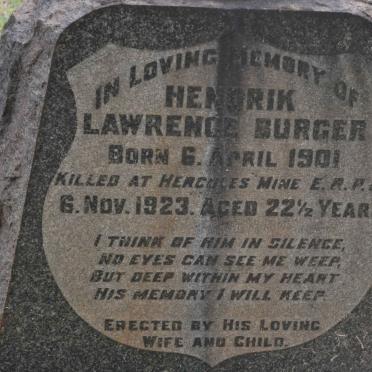 IN LOVING MEMORY OF
HENDRIK
LAWRENCE BURGER
BORN 6. APRIL 1901
KILLED AT HERCULES MINE E.R.P.
6. NOV. 1923. AGED 22½ YEAR
I THINK OF HIM IN SILENCE,
NO EYES CAN SEE ME WEEP,
BUT DEEP WITHIN MY HEART
HIS MEMORY I WILL KEEP.
ERECTED BY HIS LOVING
WIFE AND CHILD.